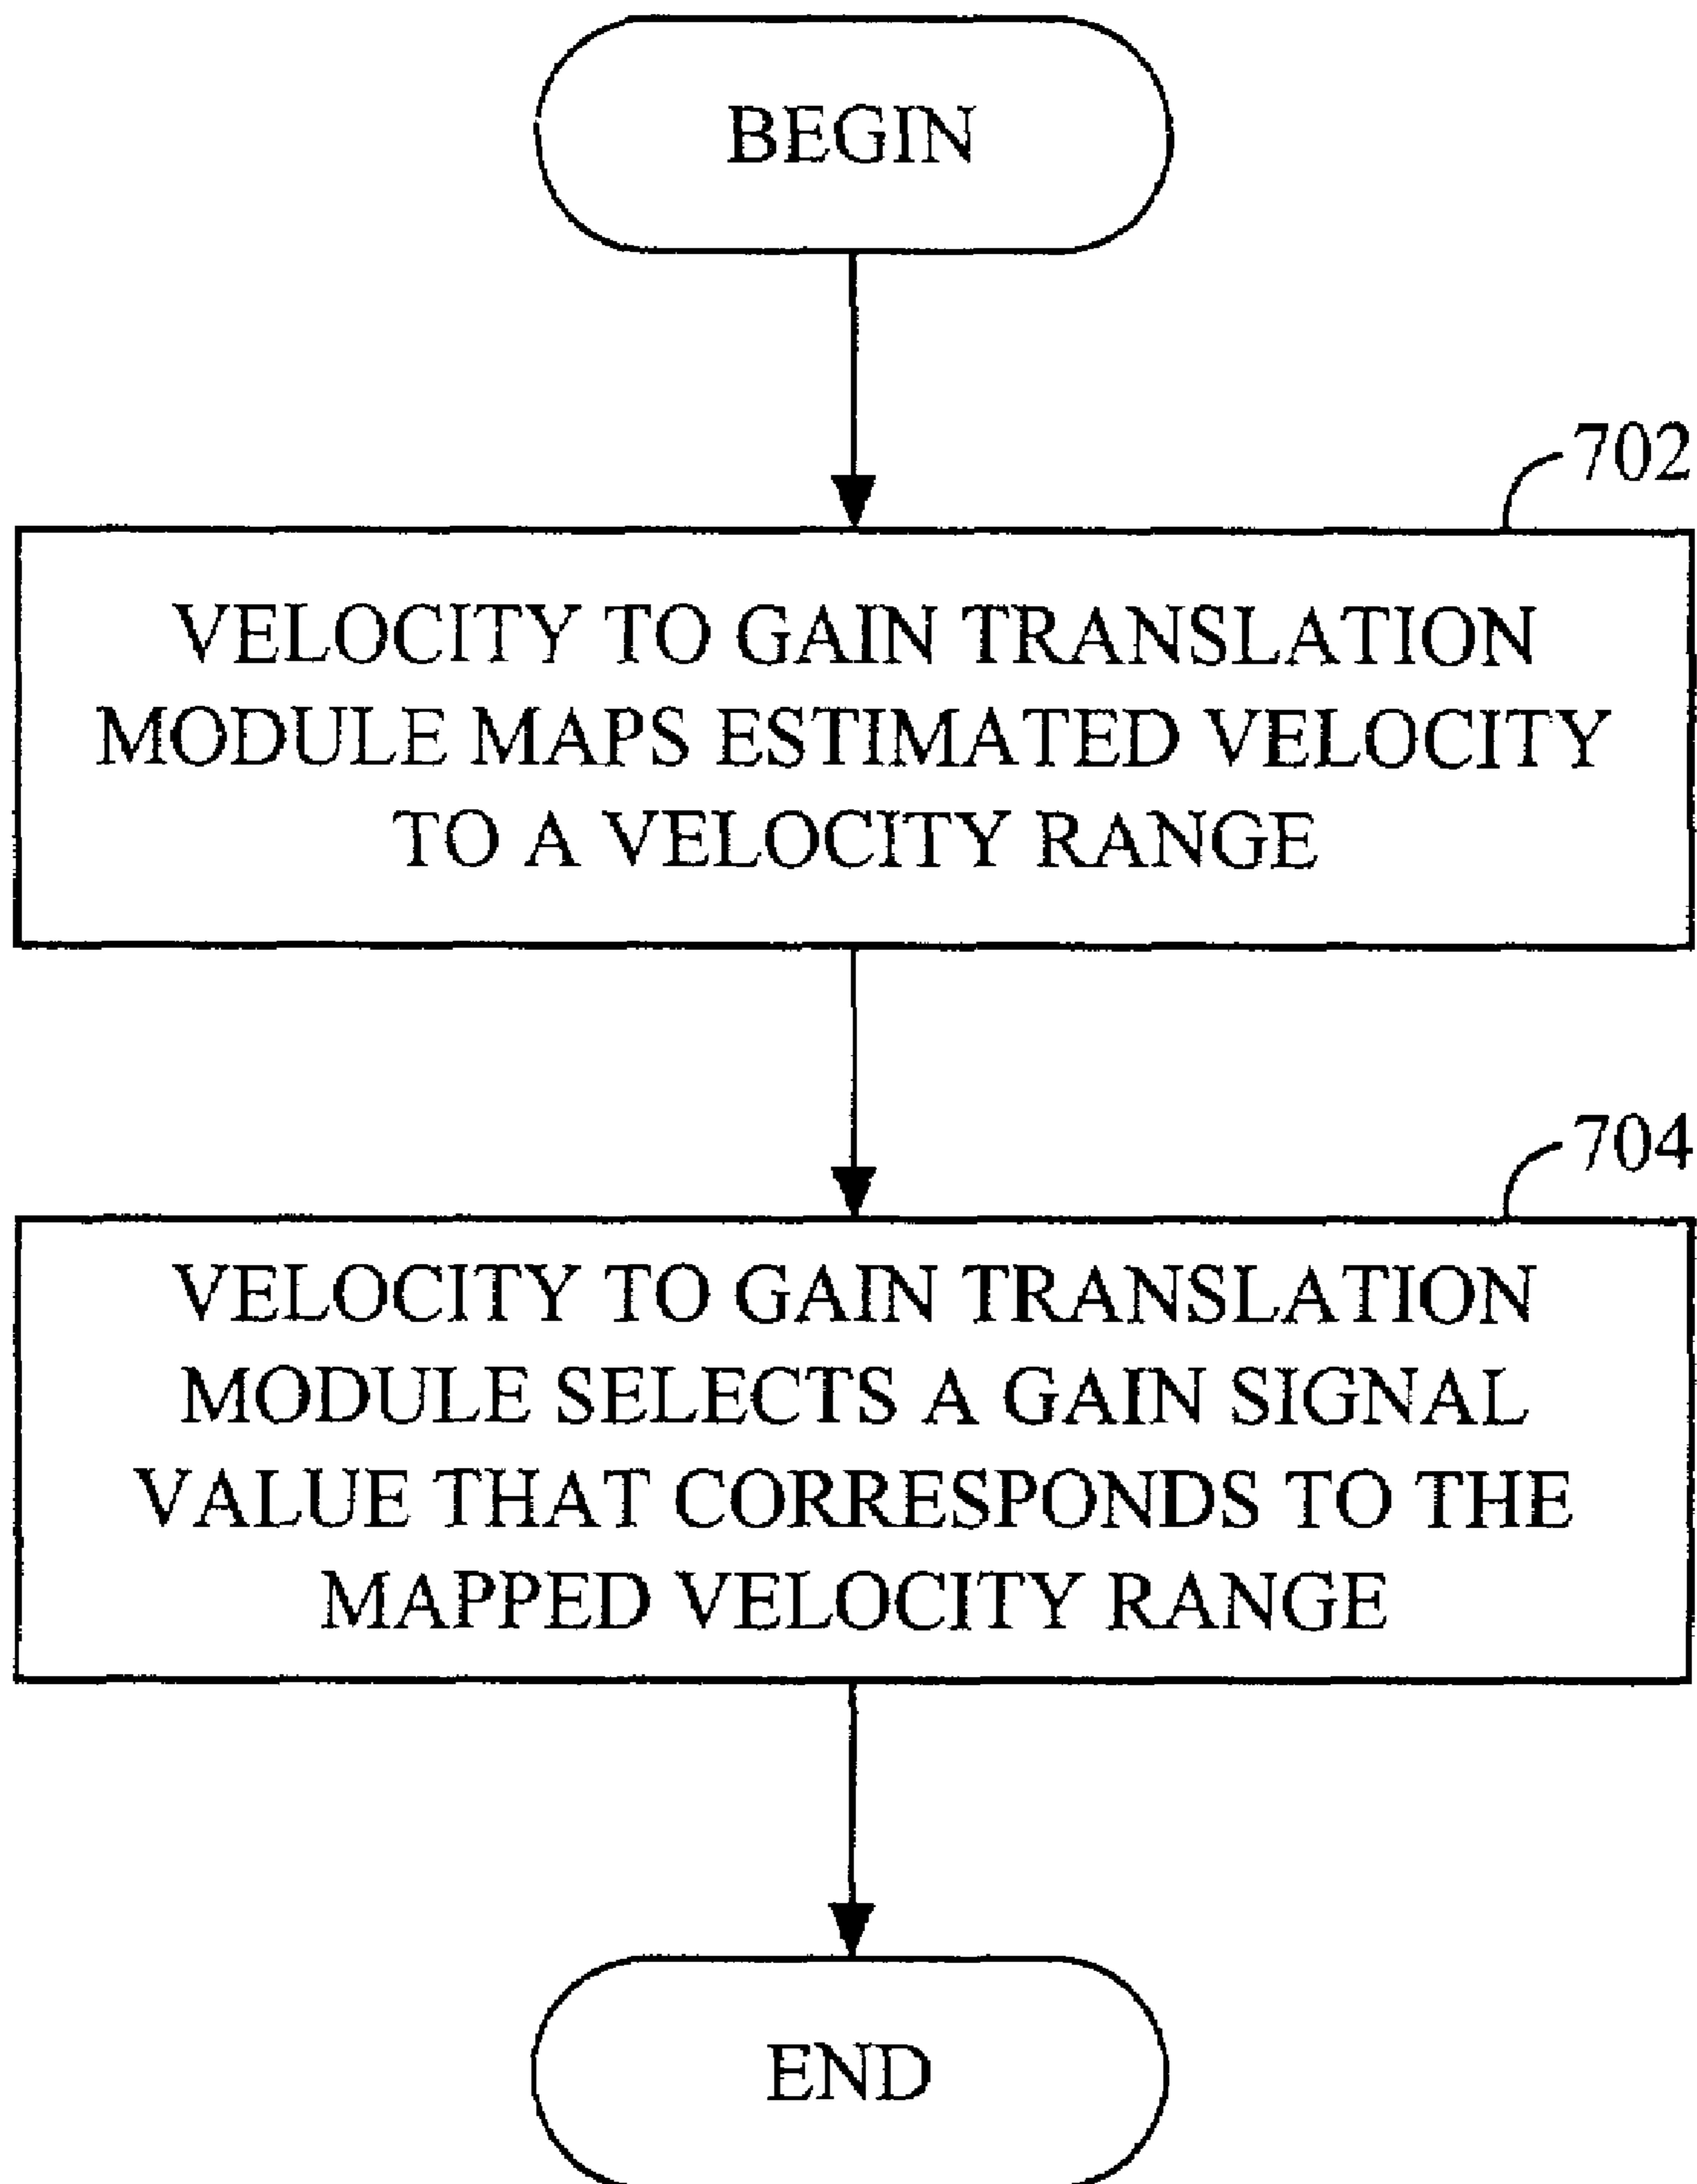 BEGIN
702
VELOCITY TO GAIN TRANSLATION
MODULE MAPS ESTIMATED VELOCITY
TO A VELOCITY RANGE
704
VELOCITY TO GAIN TRANSLATION
MODULE SELECTS A GAIN SIGNAL
VALUE THAT CORRESPONDS TO THE
MAPPED VELOCITY RANGE
END